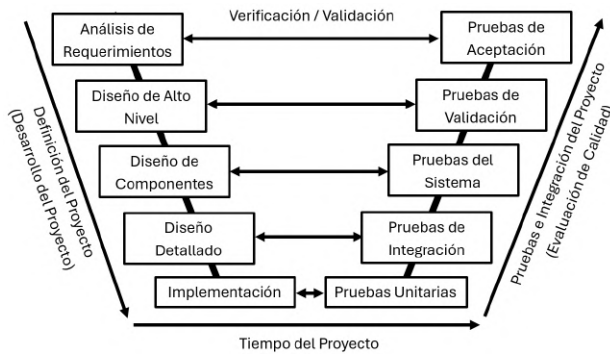 Análisis de
Requerimientos
Verificación / Validación
Pruebas de
Aceptación
Diseño de Alto
Nivel
Pruebas de
Validación
Diseño de
Componentes
Pruebas del
Sistema
Diseño
Detallado
Pruebas de
Integración
Implementación
Pruebas Unitarias
Definición del Proyecto
(Desarrollo del Proyecto)
Pruebas e Integración del Proyecto
(Evaluación de Calidad)
Tiempo del Proyecto